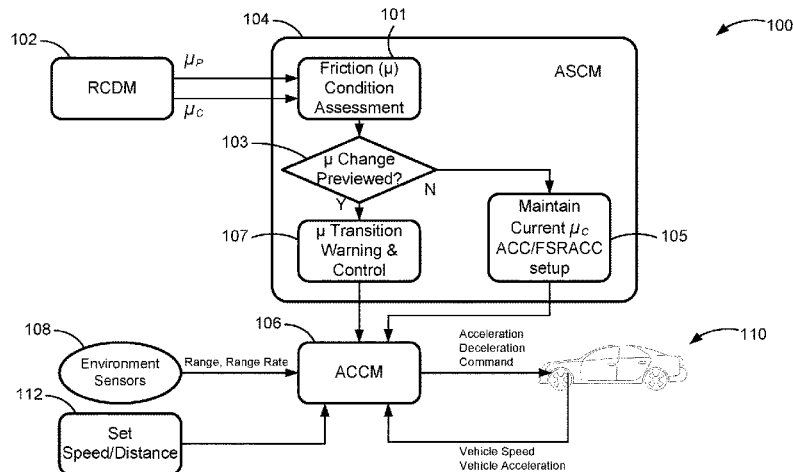 104
101
100
102
μP
Friction (μ)
Condition
Assessment
ASCM
RCDM
μC
103
μ Change
Previewed?
N
Y
Maintain
Current μC
ACC/FSRACC
setup
107
μ Transition
Warning &
Control
105
108
106
Acceleration
Deceleration
Command
110
Environment
Sensors
Range, Range Rate
ACCM
112
Set
Speed/Distance
Vehicle Speed
Vehicle Acceleration